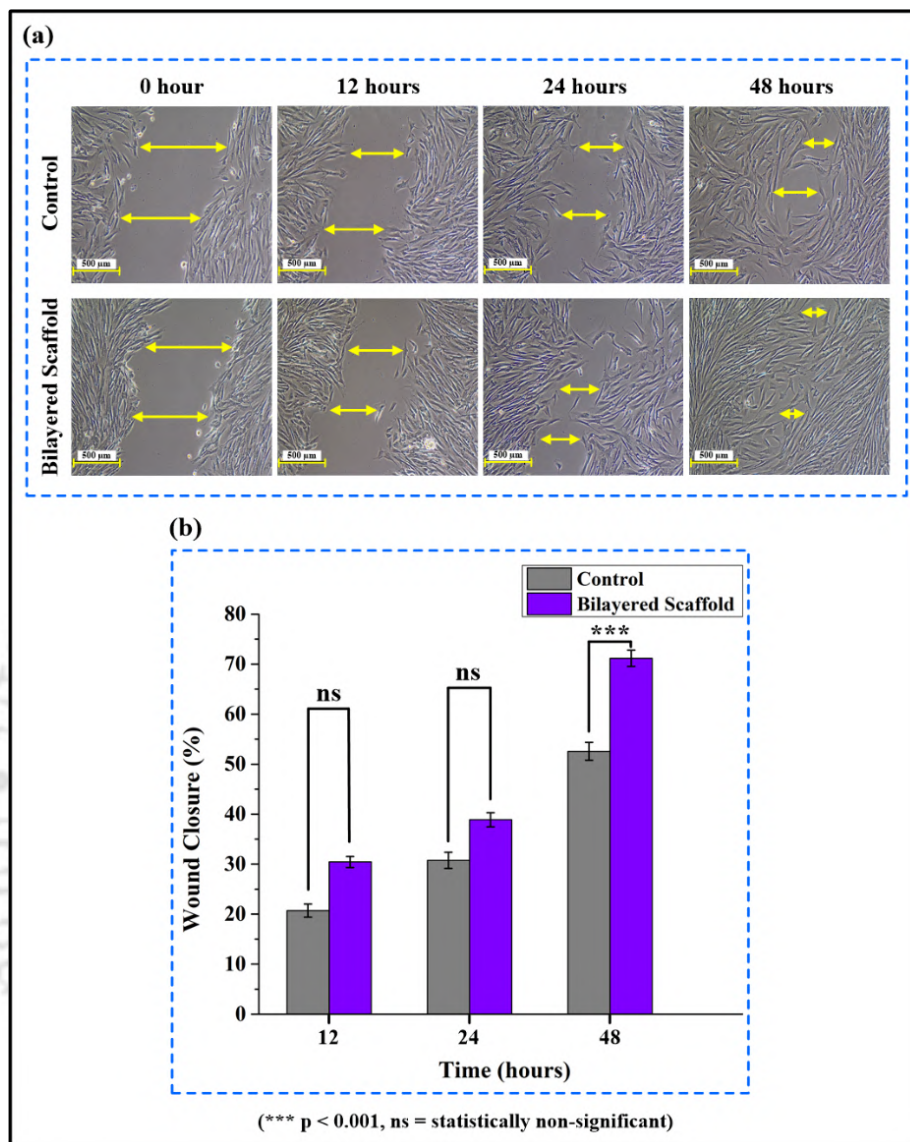 (a)
0 hour 12 hours 24 hours 48 hours
Control
500 µm 500 µm 500 µm 500 µm
Bilayered Scaffold
500 µm 500 µm 500 µm 500 µm
(b)
Control
Bilayered Scaffold
80
70
60
50
40
30
20
10
0
Wound Closure (%)
ns
ns
***
12 24 48
Time (hours)
(*** p < 0.001, ns = statistically non-significant)